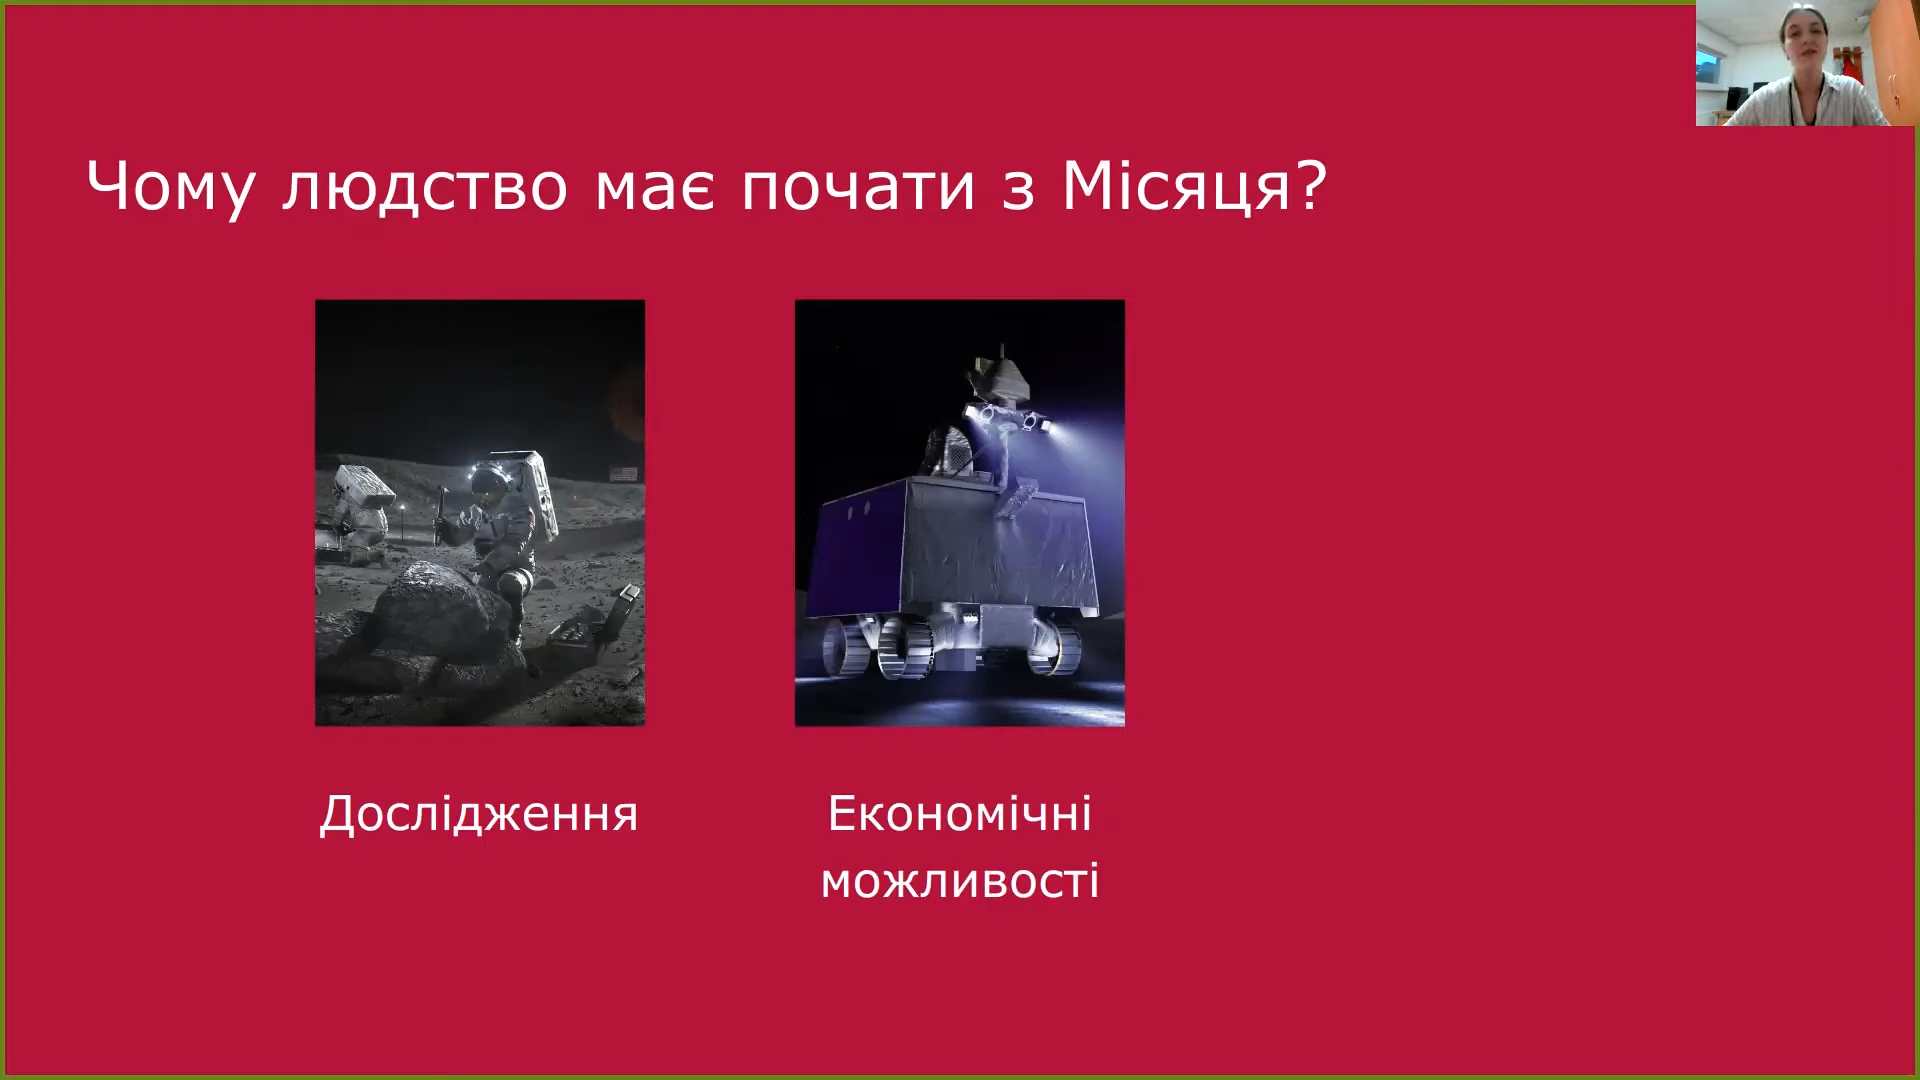 Чому людство має почати з Місяця?
Дослідження
Економічні
можливості